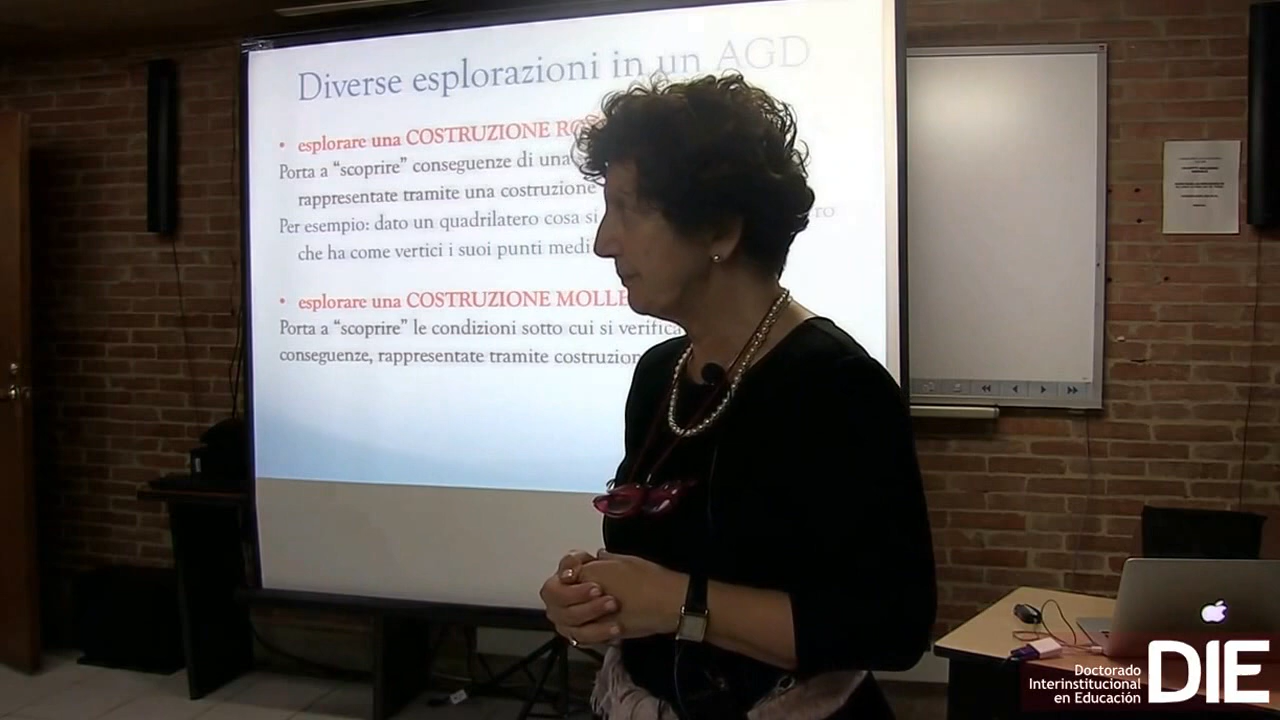 Diverse esplorazioni in un AGD
• esplorare una COSTRUZIONE
Porta a “scoprire” conseguenze di una
rappresentate tramite una costruzione
Per esempio: dato un quadrilatero cosa si
che ha come vertici i suoi punti medi
• esplorare una COSTRUZIONE MOLLE
Porta a “scoprire” le condizioni sotto cui si verifica
conseguenze, rappresentate tramite
Doctorado
Interinstitucional
en Educación
DIE